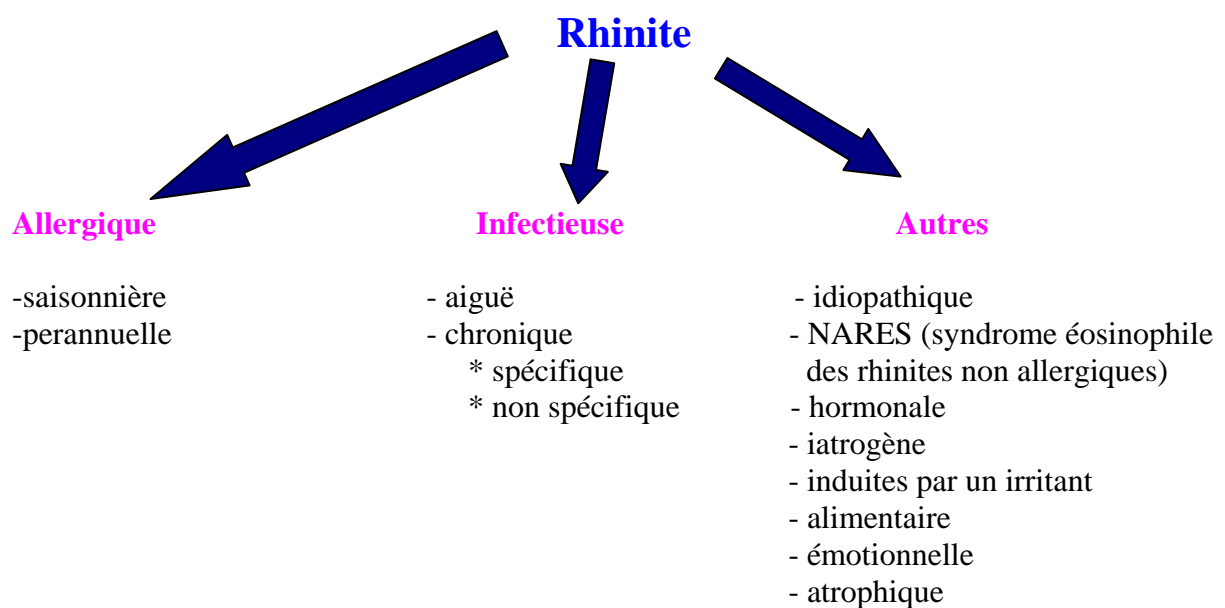 Rhinite
Allergique
-saisonnière
-perannuelle
Infectieuse
- aiguë
- chronique
* spécifique
* non spécifique
Autres
- idiopathique
- NARES (syndrome éosinophile
des rhinites non allergiques)
- hormonale
- iatrogène
- induites par un irritant
- alimentaire
- émotionnelle
- atrophique